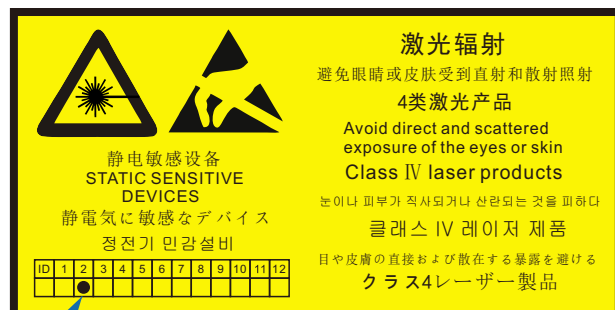 静电敏感设备
STATIC SENSITIVE
DEVICES
静電気に敏感なデバイス
정전기 민감설비
ID 1 2 3 4 5 6 7 8 9 10 11 12
激光辐射
避免眼睛或皮肤受到直射和散射照射
4类激光产品
Avoid direct and scattered
exposure of the eyes or skin
Class Ⅳ laser products
눈이나 피부가 직사되거나 산란되는 것을 피하다
클래스 IV 레이저 제품
目や皮膚の直接および散在する暴露を避ける
クラス4レーザー製品